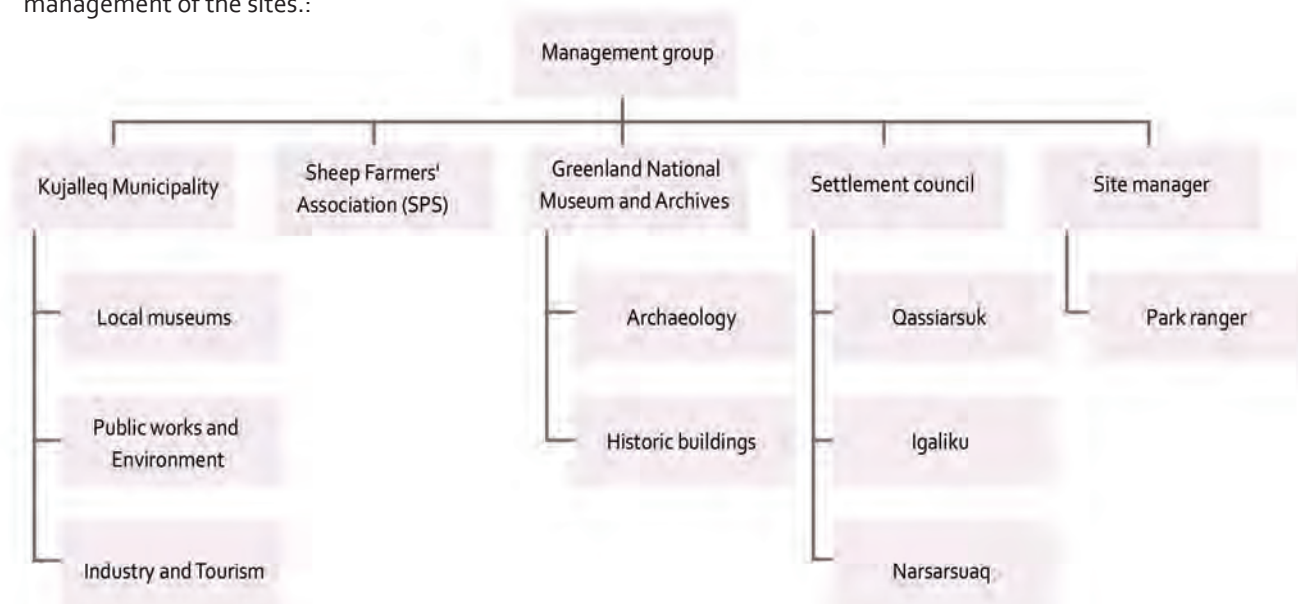 management of the sites.:
Management group
Kujalleq Municipality
Sheep Farmers'
Association (SPS)
Greenland National
Museum and Archives
Settlement council
Site manager
Local museums
Archaeology
Qassiarsuk
Park ranger
Public works and
Environment
Historic buildings
Igaliku
Industry and Tourism
Narsarsuaq